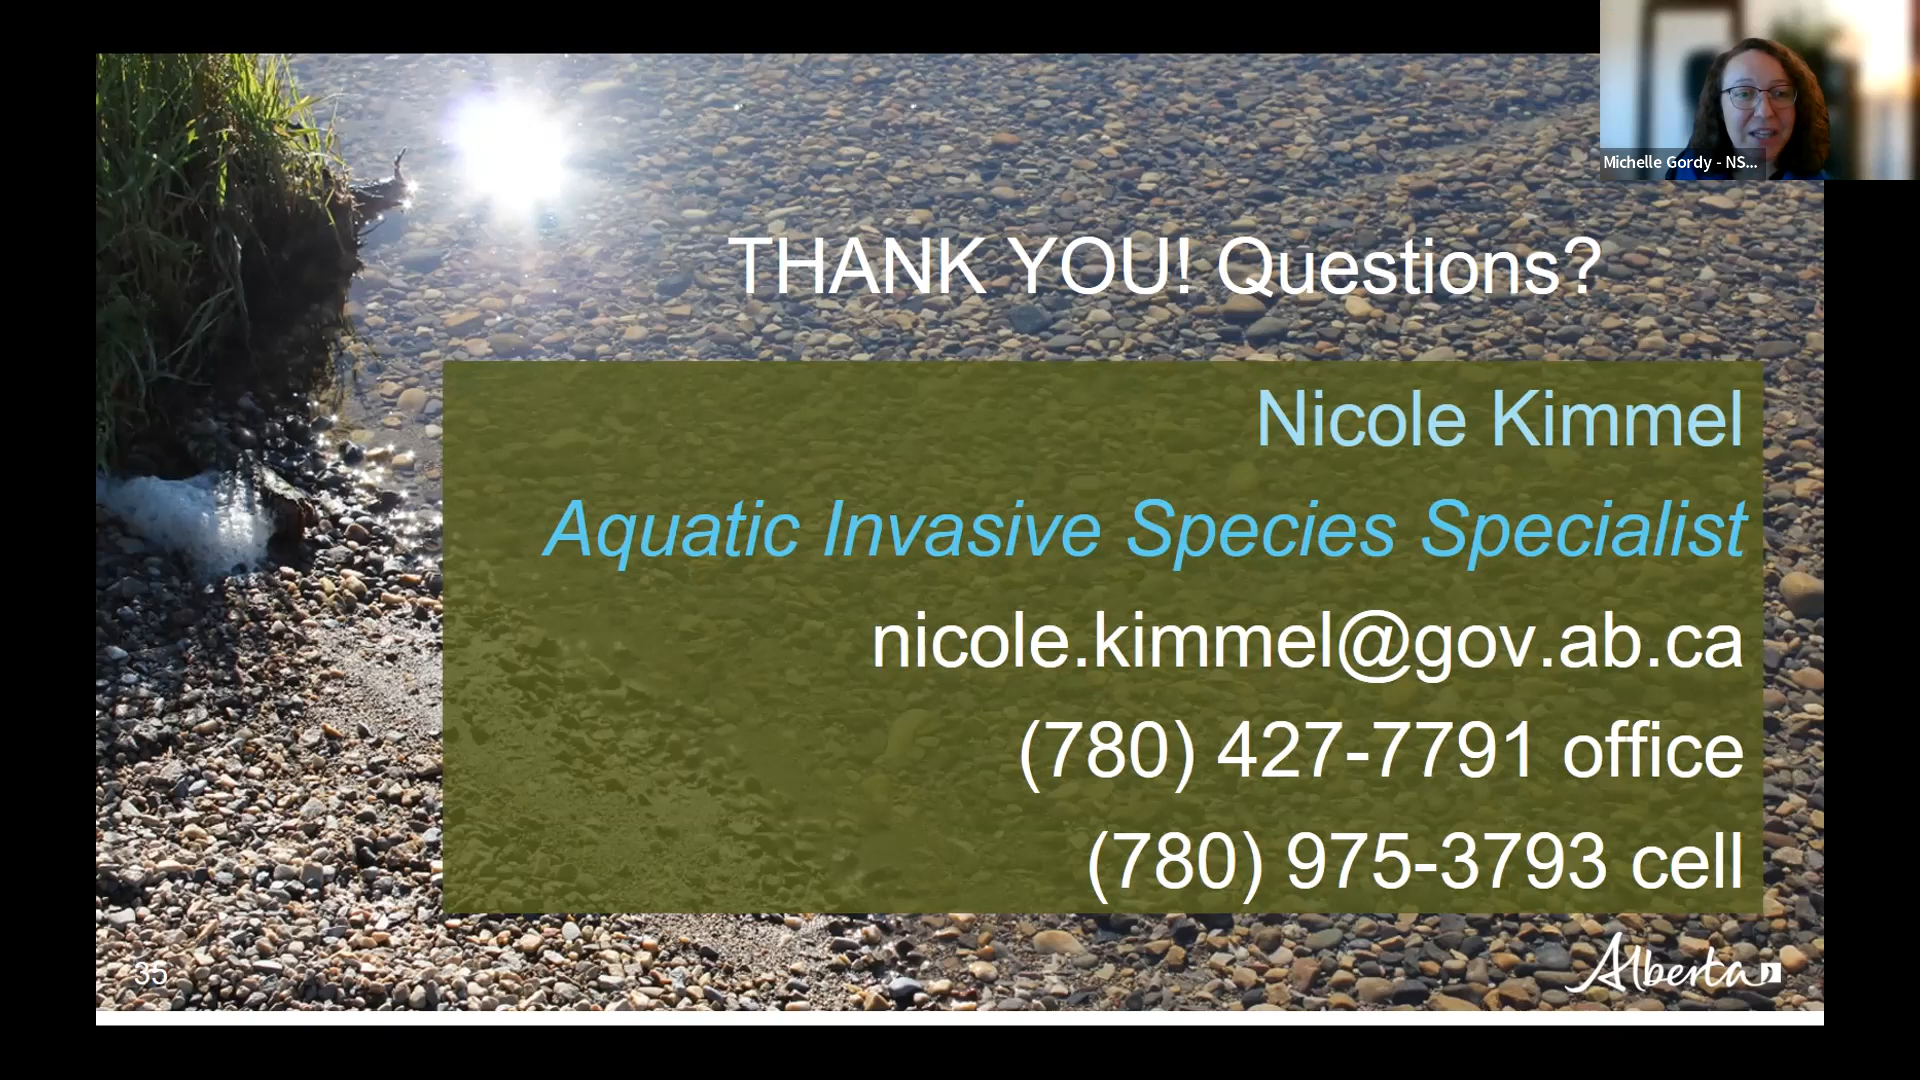 Michelle Gordy - NS...
THANK YOU! Questions?
Nicole Kimmel
Aquatic Invasive Species Specialist
nicole.kimmel@gov.ab.ca
(780) 427-7791 office
(780) 975-3793 cell
35
Alberta